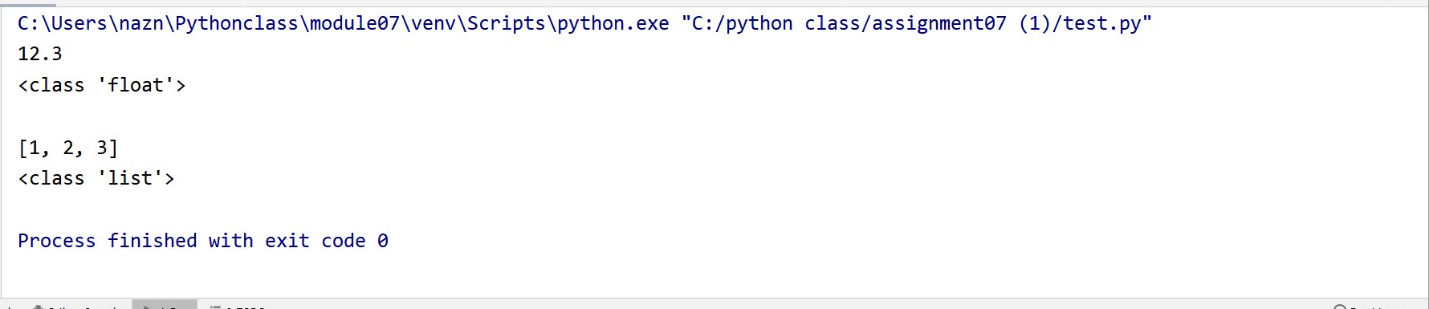 C:\Users\nazn\Pythonclass\module07\venv\Scripts\python.exe "C:/python class/assignment07 (1)/test.py"
12.3
<class 'float'>
[1, 2, 3]
<class 'list'>
Process finished with exit code 0